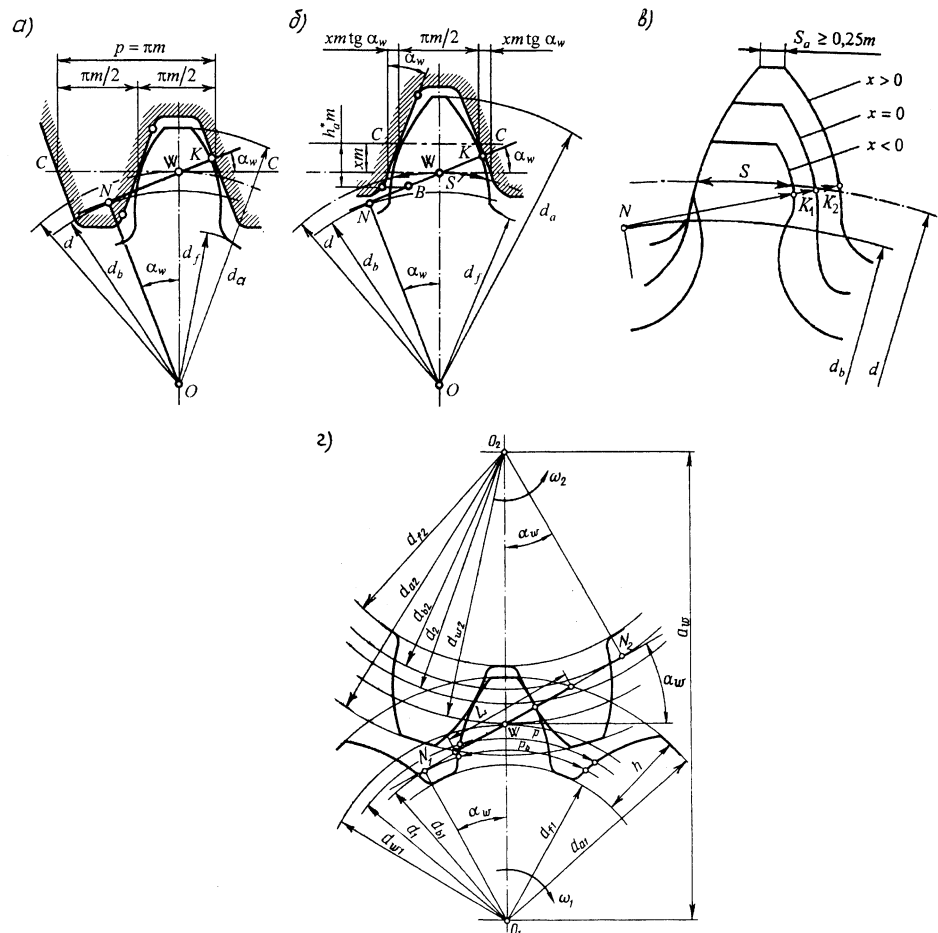 а)
p = πm
πm/2
πm/2
C
N
W
K
α_w
C
d
d_b
α_w
d_f
d_a
O
б)
xm tg α_w
πm/2
xm tg α_w
α_w
h*_a m
xm
C
W
K
C
α_w
N
B
S
d
d_b
α_w
d_f
d_a
O
в)
S_a ≥ 0,25m
x > 0
x = 0
x < 0
S
K_1
K_2
N
d_b
d
г)
O_2
ω_2
α_w
d_f2
d_a2
d_b2
d_2
d_w2
a_w
N_2
α_w
L
W
p
p_b
N_1
h
α_w
d_w1
d_1
d_b1
d_f1
d_a1
ω_1
O_1